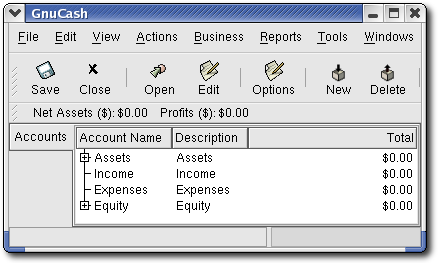 GnuCash
File Edit View Actions Business Reports Tools Windows
Save Close Open Edit Options New Delete
Net Assets ($): $0.00 Profits ($): $0.00
Accounts Account Name Description Total
Assets Assets $0.00
Income Income $0.00
Expenses Expenses $0.00
Equity Equity $0.00